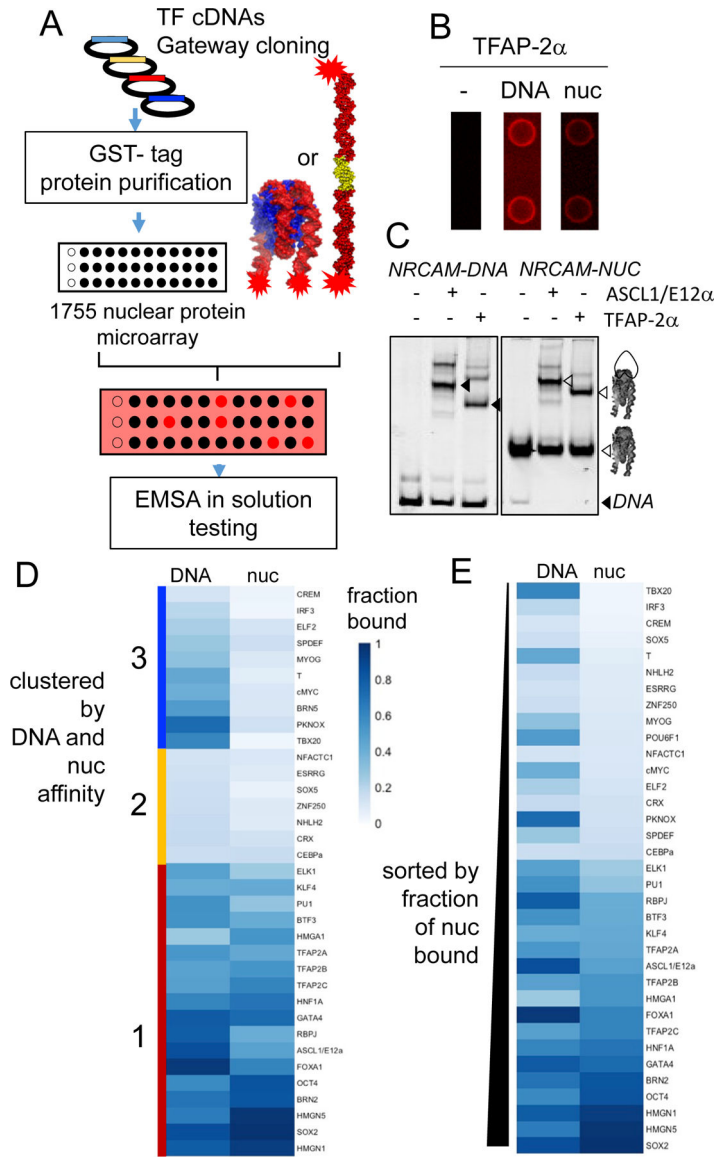 A
TF cDNAs
Gateway cloning
GST- tag
protein purification
or
1755 nuclear protein
microarray
EMSA in solution
testing
B
TFAP-2α
- DNA nuc
C
NRCAM-DNA NRCAM-NUC
- + - - + - ASCL1/E12α
- - + - - + TFAP-2α
DNA
D
DNA nuc
clustered
by
DNA and
nuc
affinity
3
2
1
CREM
IRF3
ELF2
SPDEF
MYOG
T
cMYC
BRN5
PKNOX
TBX20
NFACTC1
ESRRG
SOX5
ZNF250
NHLH2
CRX
CEBPa
ELK1
KLF4
PU1
BTF3
HMGA1
TFAP2A
TFAP2B
TFAP2C
HNF1A
GATA4
RBPJ
ASCL1/E12a
FOXA1
OCT4
BRN2
HMGN5
SOX2
HMGN1
fraction
bound
1
0.8
0.6
0.4
0.2
0
E
DNA nuc
sorted by
fraction
of nuc
bound
TBX20
IRF3
CREM
SOX5
T
NHLH2
ESRRG
ZNF250
MYOG
POU6F1
NFACTC1
cMYC
ELF2
CRX
PKNOX
SPDEF
CEBPa
ELK1
PU1
RBPJ
BTF3
KLF4
TFAP2A
ASCL1/E12a
TFAP2B
HMGA1
FOXA1
TFAP2C
HNF1A
GATA4
BRN2
OCT4
HMGN1
HMGN5
SOX2